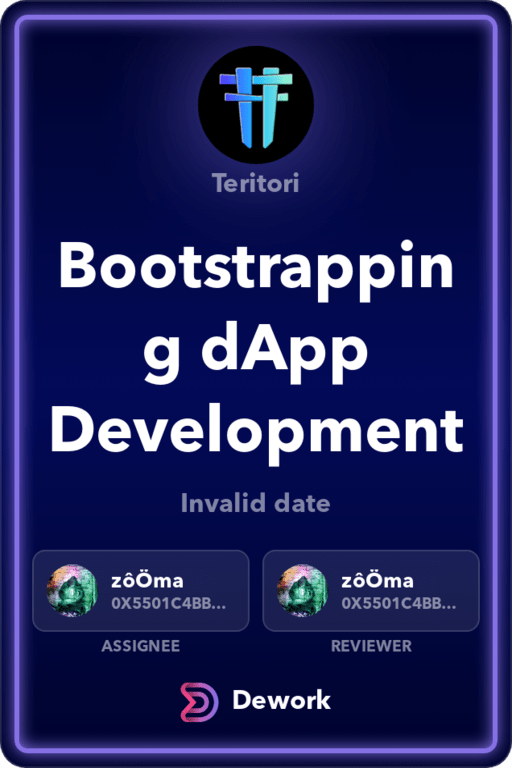 Teritori
Bootstrappin
g dApp
Development
Invalid date
zôÖma
0X5501C4BB...
zôÖma
0X5501C4BB...
ASSIGNEE
REVIEWER
Dework